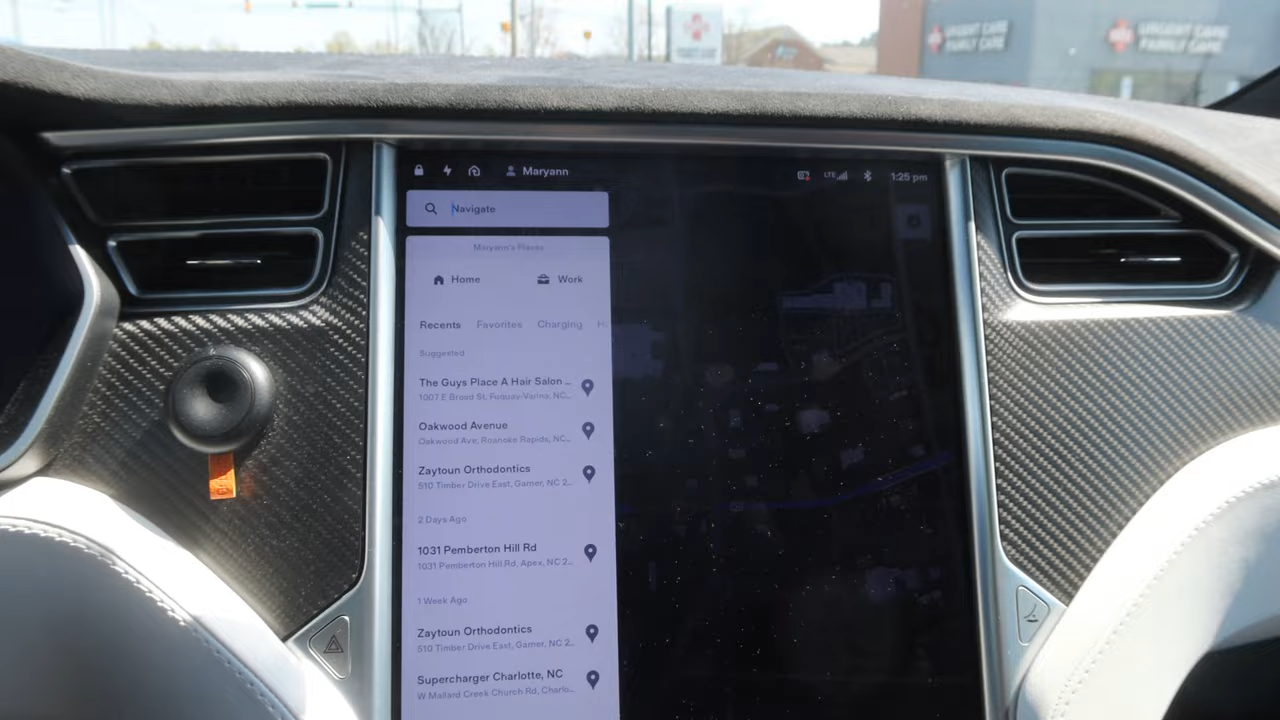 URGENT CARE
FAMILY CARE
URGENT CARE
FAMILY CARE
Maryann
LTE
1:25 pm
Navigate
Maryann's Places
Home
Work
Recents
Favorites
Charging
Suggested
The Guys Place A Hair Salon ...
1007 E Broad St, Fuquay-Varina, NC...
Oakwood Avenue
Oakwood Ave, Roanoke Rapids, NC...
Zaytoun Orthodontics
510 Timber Drive East, Garner, NC 2...
2 Days Ago
1031 Pemberton Hill Rd
1031 Pemberton Hill Rd, Apex, NC 2...
1 Week Ago
Zaytoun Orthodontics
510 Timber Drive East, Garner, NC 2...
Supercharger Charlotte, NC
W Mallard Creek Church Rd, Charlo...